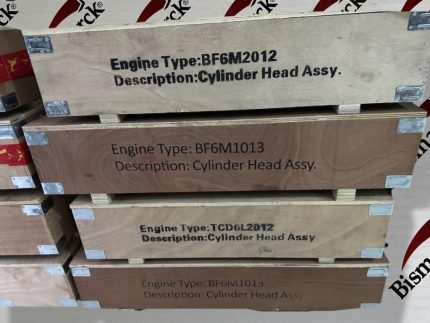 Bismarck®
Engine Type:BF6M2012
Description:Cylinder Head Assy.
Engine Type: BF6M1013
Description: Cylinder Head Assy.
Engine Type:TCD6L2012
Description:Cylinder Head Assy
Engine Type: BF6M1013
Description: Cylinder Head Assy.